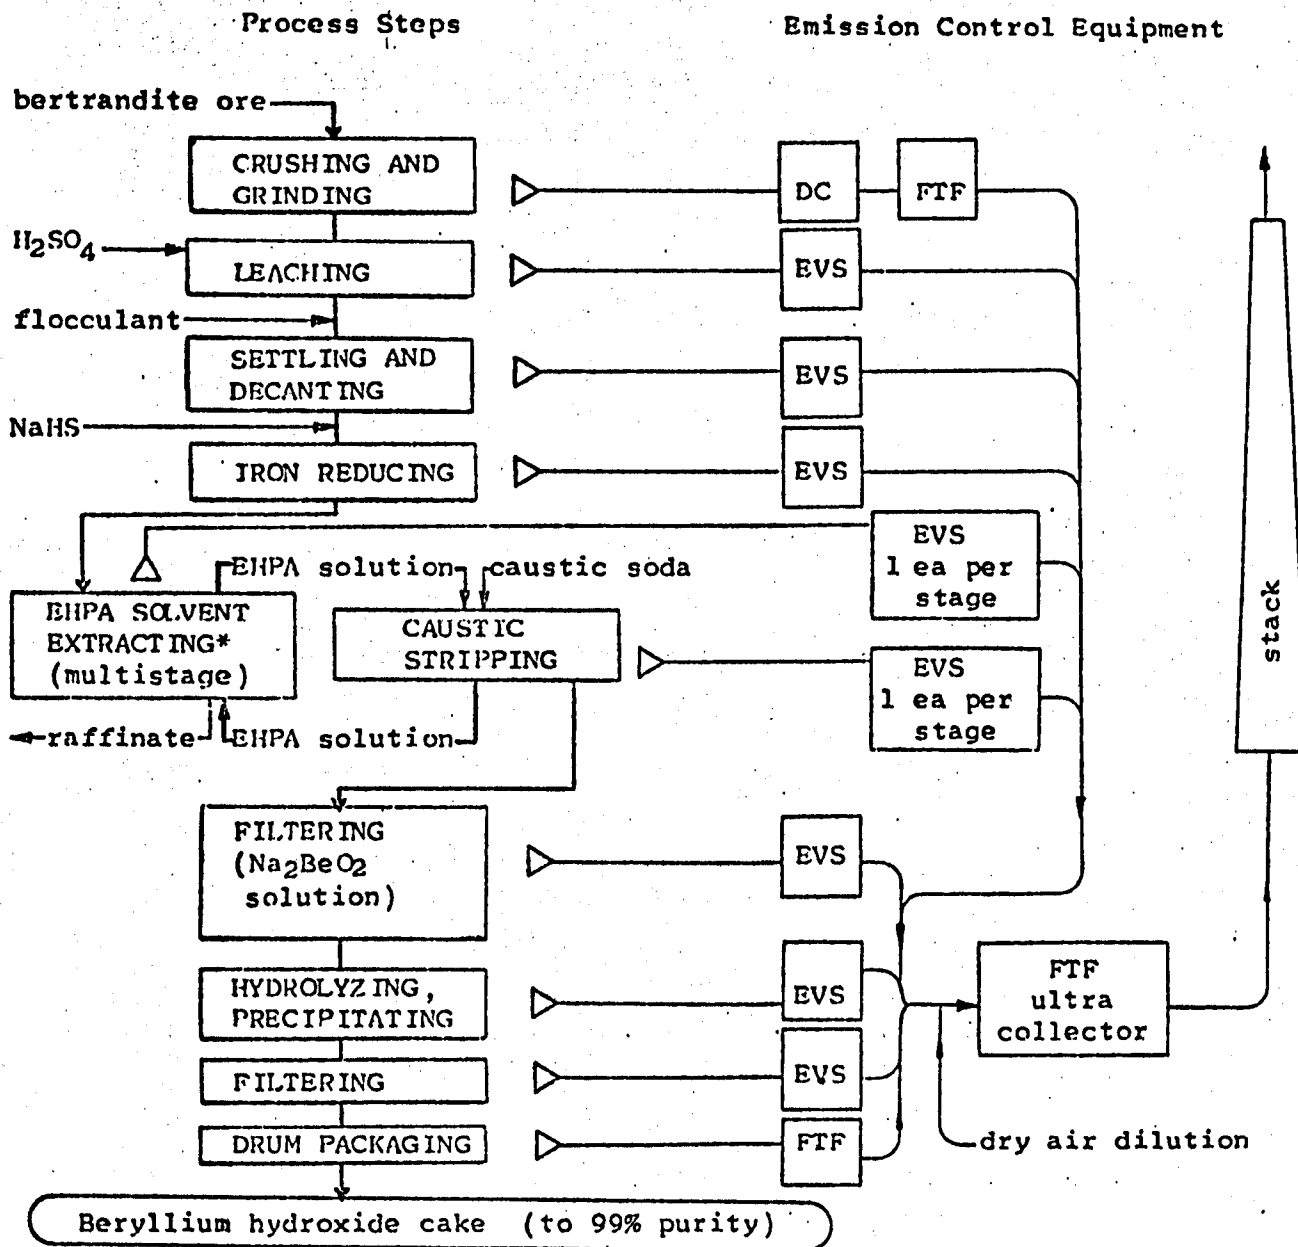 Process Steps
Emission Control Equipment
bertrandite ore
CRUSHING AND
GRINDING
DC
FTF
H₂SO₄
LEACHING
EVS
flocculant
SETTLING AND
DECANTING
EVS
NaHS
IRON REDUCING
EVS
EVS
1 ea per
stage
EHPA solution
caustic soda
EHPA SOLVENT
EXTRACTING*
(multistage)
CAUSTIC
STRIPPING
EVS
1 ea per
stage
stack
raffinate
EHPA solution
FILTERING
(Na₂BeO₂
solution)
EVS
HYDROLYZING,
PRECIPITATING
EVS
FTF
ultra
collector
FILTERING
EVS
DRUM PACKAGING
FTF
dry air dilution
Beryllium hydroxide cake (to 99% purity)